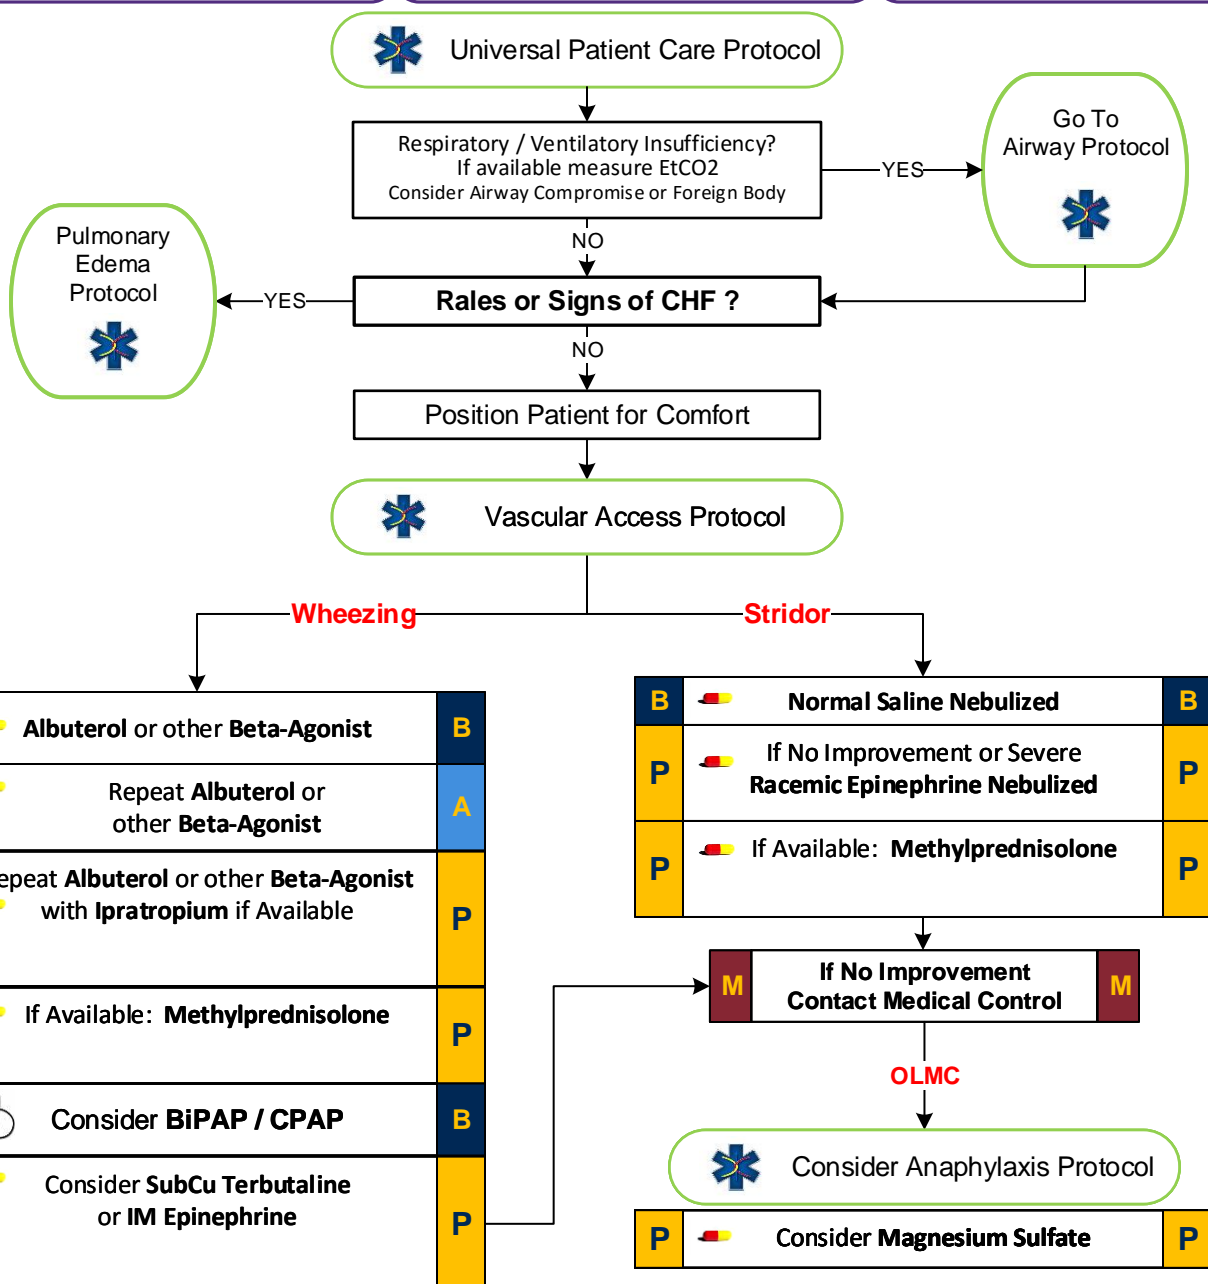 Universal Patient Care Protocol
Respiratory / Ventilatory Insufficiency?
If available measure EtCO2
Consider Airway Compromise or Foreign Body
YES
Go To
Airway Protocol
NO
Pulmonary
Edema
Protocol
YES
Rales or Signs of CHF ?
NO
Position Patient for Comfort
Vascular Access Protocol
Wheezing
Stridor
Albuterol or other Beta-Agonist
B
Repeat Albuterol or
other Beta-Agonist
A
epeat Albuterol or other Beta-Agonist
with Ipratropium if Available
P
If Available: Methylprednisolone
P
Consider BiPAP / CPAP
B
Consider SubCu Terbutaline
or IM Epinephrine
P
B Normal Saline Nebulized B
If No Improvement or Severe
P Racemic Epinephrine Nebulized P
P If Available: Methylprednisolone P
If No Improvement
M Contact Medical Control M
OLMC
Consider Anaphylaxis Protocol
P Consider Magnesium Sulfate P